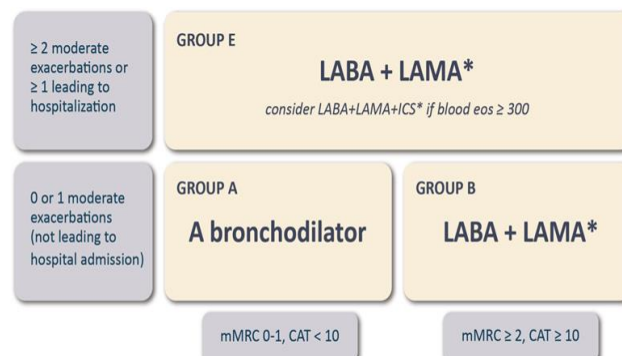 ≥ 2 moderate
exacerbations or
≥ 1 leading to
hospitalization
GROUP E
LABA + LAMA*
consider LABA+LAMA+ICS* if blood eos ≥ 300
0 or 1 moderate
exacerbations
(not leading to
hospital admission)
GROUP A
A bronchodilator
GROUP B
LABA + LAMA*
mMRC 0-1, CAT < 10
mMRC ≥ 2, CAT ≥ 10